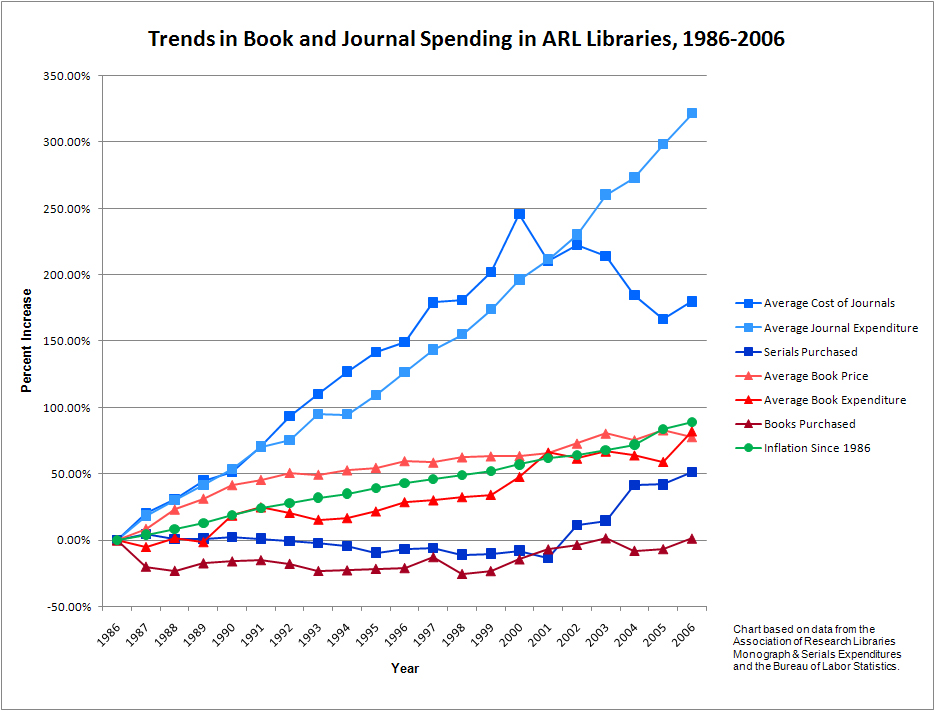 Trends in Book and Journal Spending in ARL Libraries, 1986-2006
350.00%
300.00%
250.00%
200.00%
150.00%
100.00%
50.00%
0.00%
-50.00%
Percent Increase
1986
1987
1988
1989
1990
1991
1992
1993
1994
1995
1996
1997
1998
1999
2000
2001
2002
2003
2004
2005
2006
Year
Average Cost of Journals
Average Journal Expenditure
Serials Purchased
Average Book Price
Average Book Expenditure
Books Purchased
Inflation Since 1986
Chart based on data from the
Association of Research Libraries
Monograph & Serials Expenditures
and the Bureau of Labor Statistics.